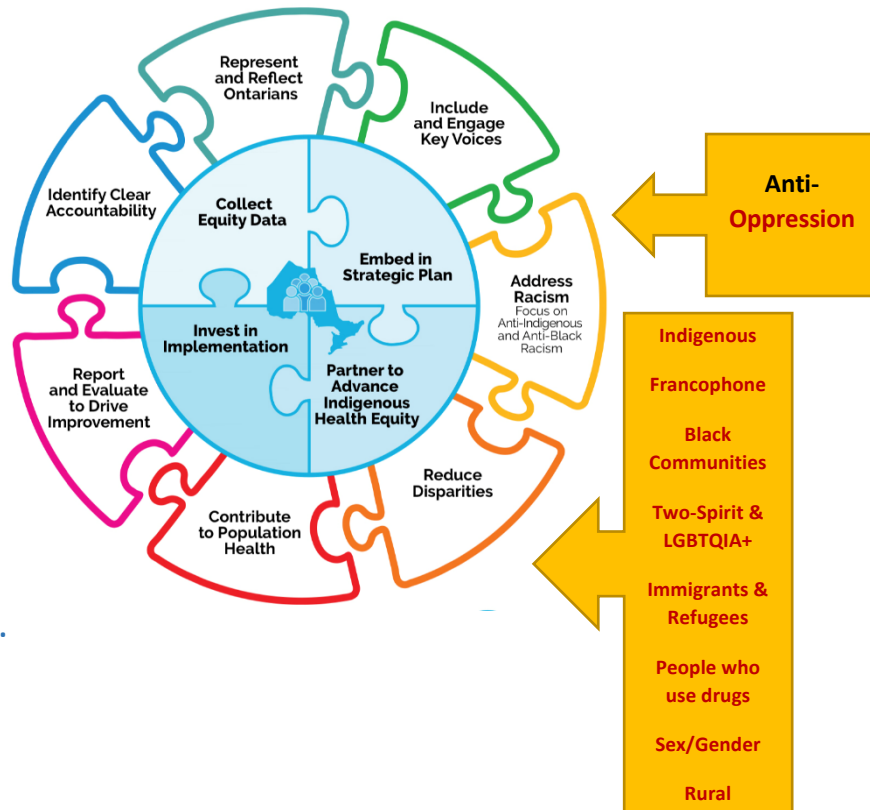 Represent
and Reflect
Ontarians
Include
and Engage
Key Voices
Identify Clear
Accountability
Collect
Equity Data
Embed in
Strategic Plan
Address
Racism
Focus on
Anti-Indigenous
and Anti-Black
Racism
Invest in
Implementation
Partner to
Advance
Indigenous
Health Equity
Report
and Evaluate
to Drive
Improvement
Reduce
Disparities
Contribute
to Population
Health
Anti-
Oppression
Indigenous
Francophone
Black
Communities
Two-Spirit &
LGBTQIA+
Immigrants &
Refugees
People who
use drugs
Sex/Gender
Rural